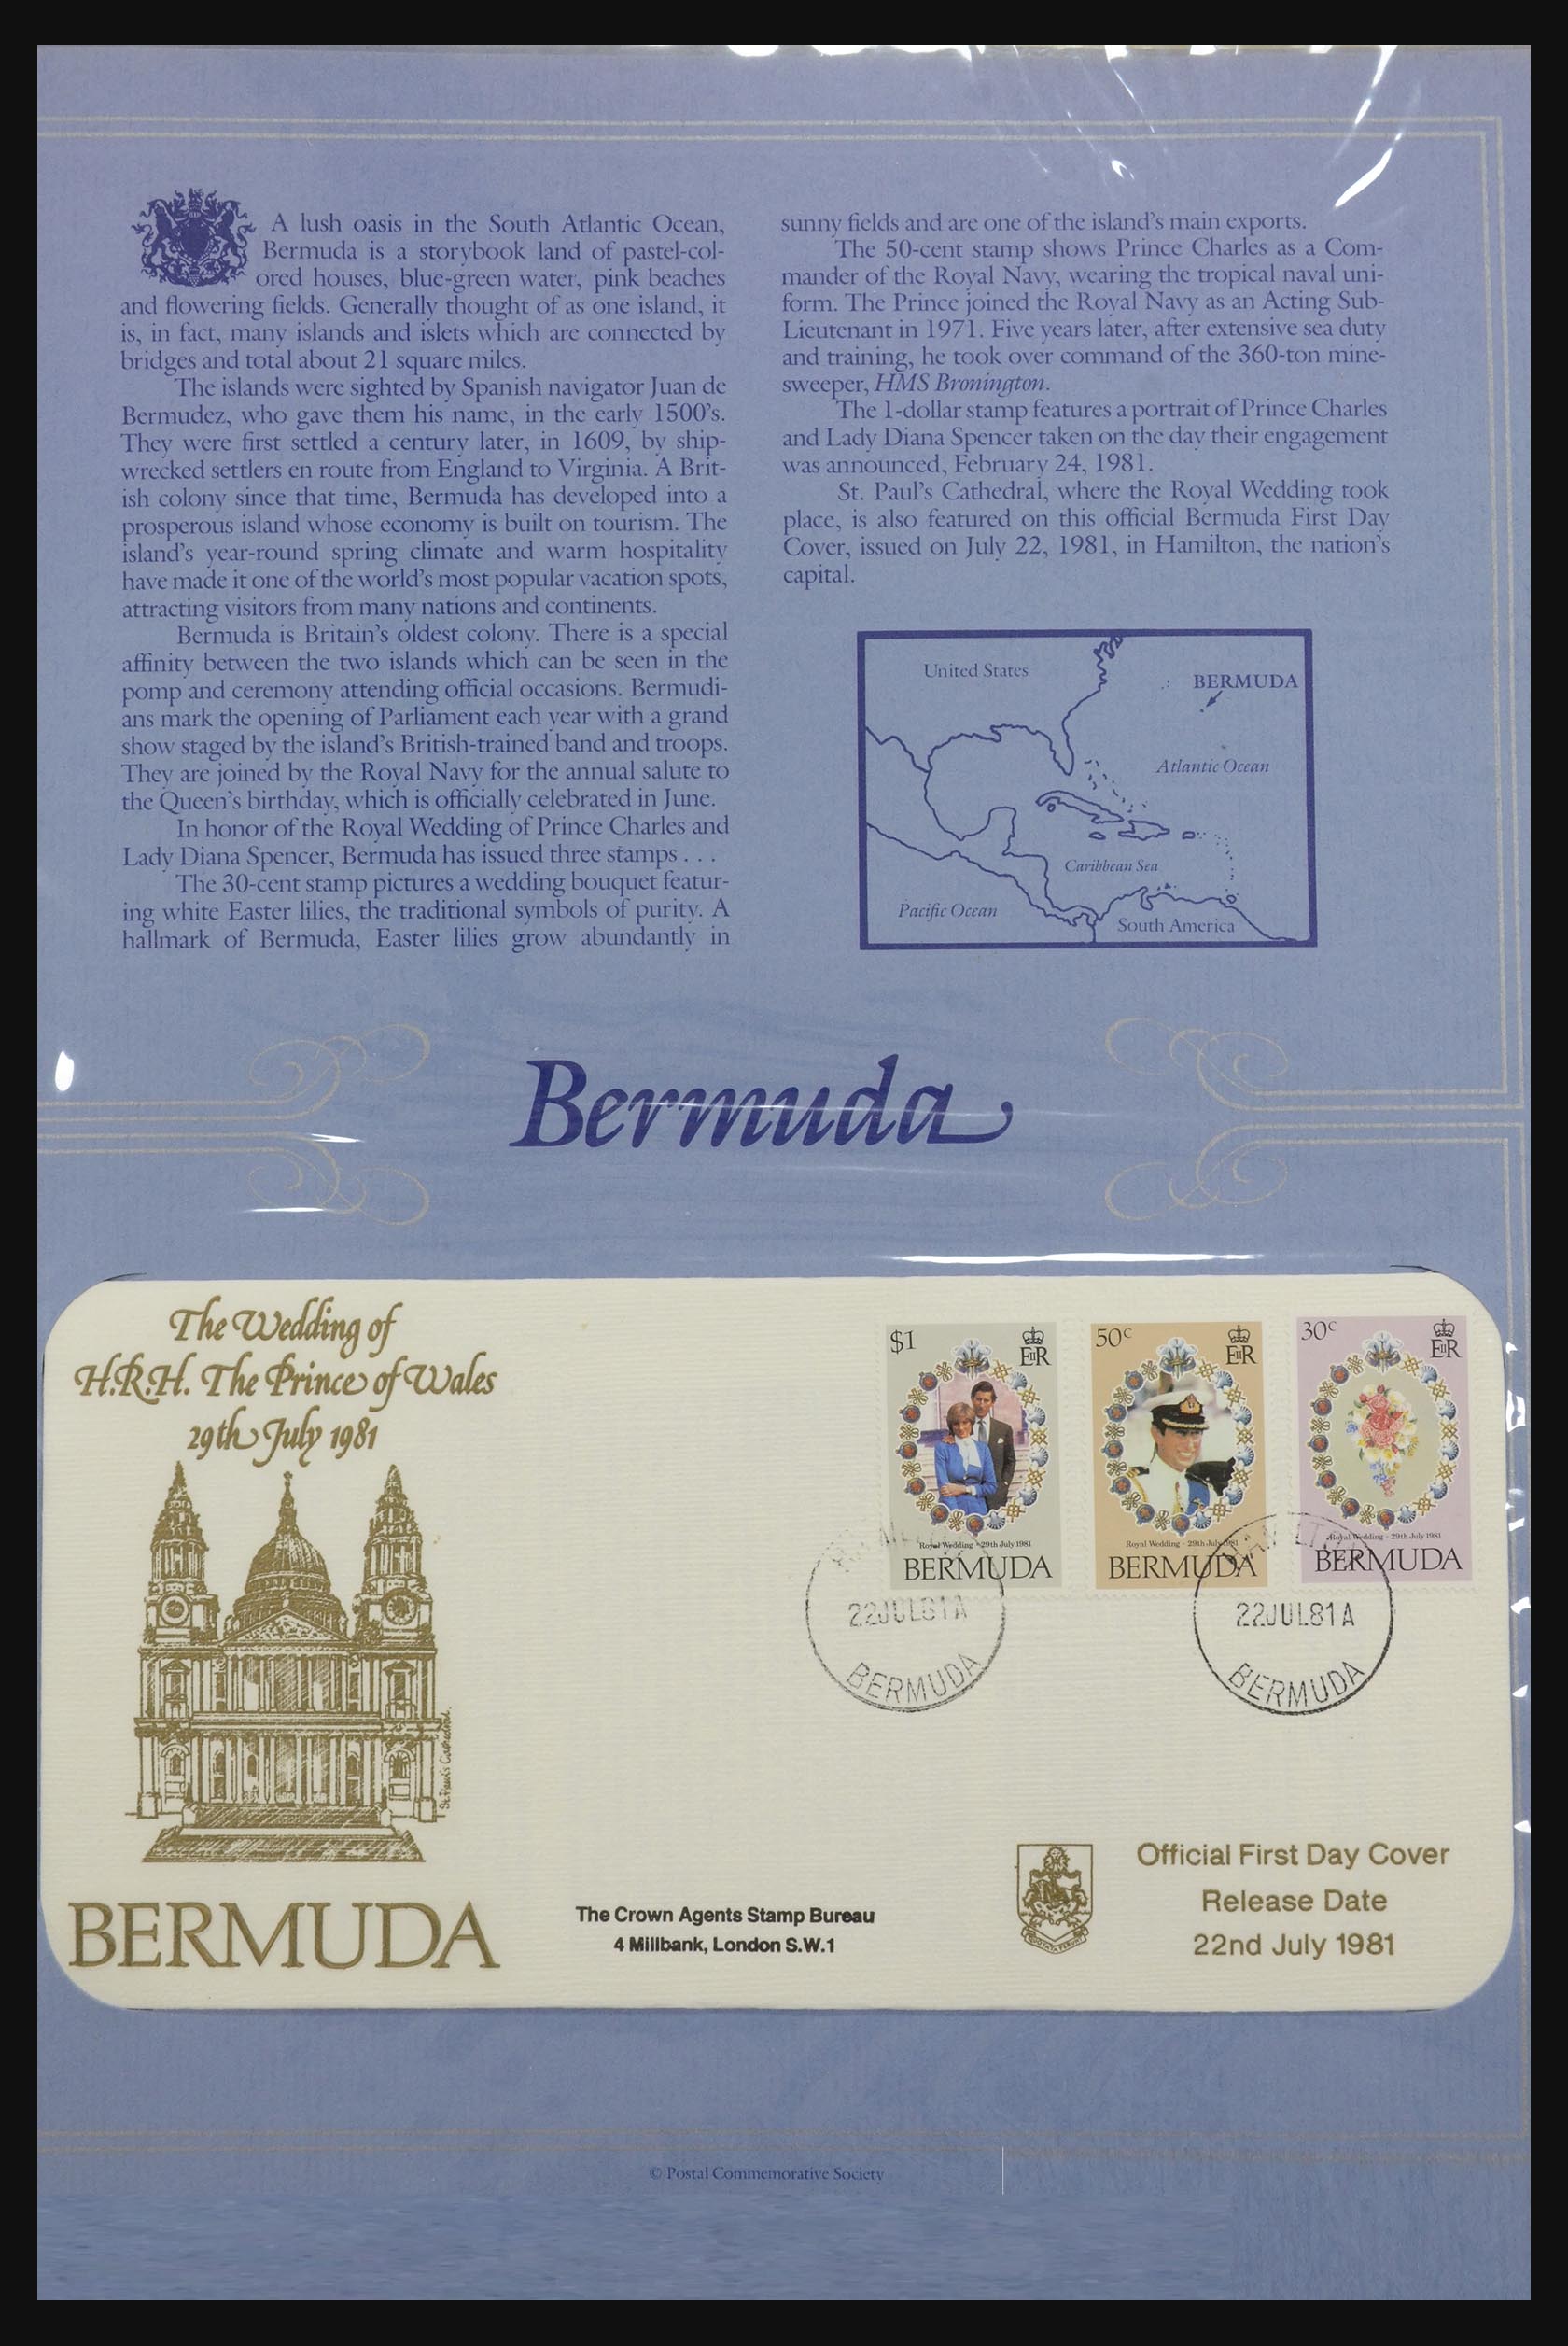 A lush oasis in the South Atlantic Ocean,
Bermuda is a storybook land of pastel-col-
ored houses, blue-green water, pink beaches
and flowering fields. Generally thought of as one island, it
is, in fact, many islands and islets which are connected by
bridges and total about 21 square miles.
The islands were sighted by Spanish navigator Juan de
Bermudez, who gave them his name, in the early 1500's.
They were first settled a century later, in 1609, by ship-
wrecked settlers en route from England to Virginia. A Brit-
ish colony since that time, Bermuda has developed into a
prosperous island whose economy is built on tourism. The
island's year-round spring climate and warm hospitality
have made it one of the world's most popular vacation spots,
attracting visitors from many nations and continents.
Bermuda is Britain's oldest colony. There is a special
affinity between the two islands which can be seen in the
pomp and ceremony attending official occasions. Bermudi-
ans mark the opening of Parliament each year with a grand
show staged by the island's British-trained band and troops.
They are joined by the Royal Navy for the annual salute to
the Queen's birthday, which is officially celebrated in June.
In honor of the Royal Wedding of Prince Charles and
Lady Diana Spencer, Bermuda has issued three stamps . . .
The 30-cent stamp pictures a wedding bouquet featur-
ing white Easter lilies, the traditional symbols of purity. A
hallmark of Bermuda, Easter lilies grow abundantly in
sunny fields and are one of the island's main exports.
The 50-cent stamp shows Prince Charles as a Com-
mander of the Royal Navy, wearing the tropical naval uni-
form. The Prince joined the Royal Navy as an Acting Sub-
Lieutenant in 1971. Five years later, after extensive sea duty
and training, he took over command of the 360-ton mine-
sweeper, HMS Bronington.
The 1-dollar stamp features a portrait of Prince Charles
and Lady Diana Spencer taken on the day their engagement
was announced, February 24, 1981.
St. Paul's Cathedral, where the Royal Wedding took
place, is also featured on this official Bermuda First Day
Cover, issued on July 22, 1981, in Hamilton, the nation's
capital.
United States
BERMUDA
Atlantic Ocean
Caribbean Sea
Pacific Ocean
South America
Bermuda
The Wedding of
H.R.H. The Prince of Wales
29th July 1981
St. Paul's Cathedral
BERMUDA
$1
EIIR
Royal Wedding · 29th July 1981
BERMUDA
50c
EIIR
Royal Wedding · 29th July 1981
BERMUDA
30c
EIIR
Royal Wedding · 29th July 1981
BERMUDA
HAMILTON
22JUL81A
BERMUDA
HAMILTON
22JUL81A
BERMUDA
The Crown Agents Stamp Bureau
4 Millbank, London S.W.1
Official First Day Cover
Release Date
22nd July 1981
© Postal Commemorative Society